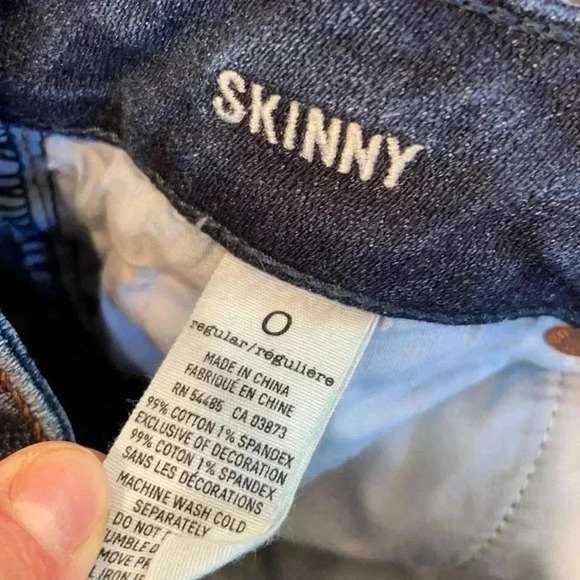 SKINNY
0
regular/régulière
MADE IN CHINA
FABRIQUÉ EN CHINE
RN 54485 CA 03873
99% COTTON 1% SPANDEX
EXCLUSIVE OF DECORATION
99% COTON 1% SPANDEX
SANS LES DÉCORATIONS
MACHINE WASH COLD
SEPARATELY
DO NOT